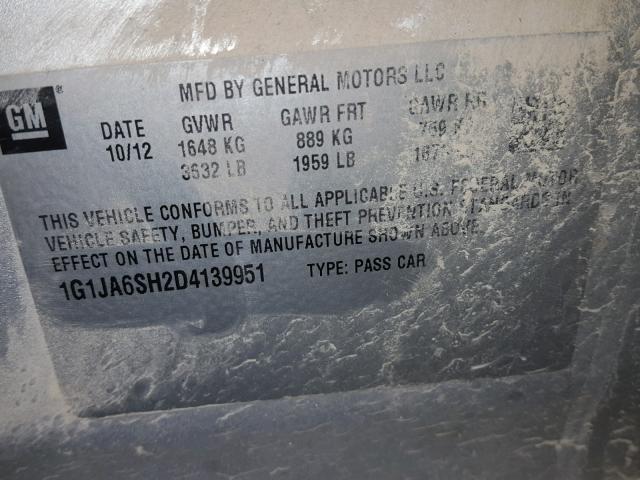 GM ®
MFD BY GENERAL MOTORS LLC
DATE GVWR GAWR FRT GAWR RR
10/12 1648 KG 889 KG
3632 LB 1959 LB
THIS VEHICLE CONFORMS TO ALL APPLICABLE U.S. FEDERAL MOTOR
VEHICLE SAFETY, BUMPER, AND THEFT PREVENTION STANDARDS IN
EFFECT ON THE DATE OF MANUFACTURE SHOWN ABOVE.
1G1JA6SH2D4139951 TYPE: PASS CAR